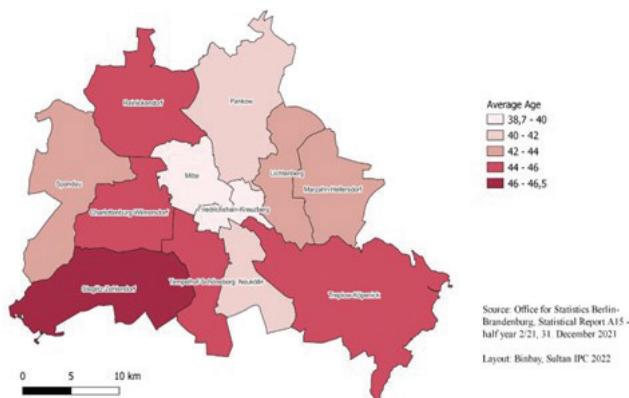 Reinickendorf
Pankow
Spandau
Mitte
Lichtenberg
Marzahn-Hellersdorf
Friedrichshain-Kreuzberg
Charlottenburg-Wilmersdorf
Steglitz-Zehlendorf
Tempelhof-Schöneberg
Neukölln
Treptow-Köpenick
Average Age
38,7 - 40
40 - 42
42 - 44
44 - 46
46 - 46,5
Source: Office for Statistics Berlin-
Brandenburg, Statistical Report A15 -
half year 2/21, 31. December 2021
Layout: Binbay, Sultan IPC 2022
0 5 10 km